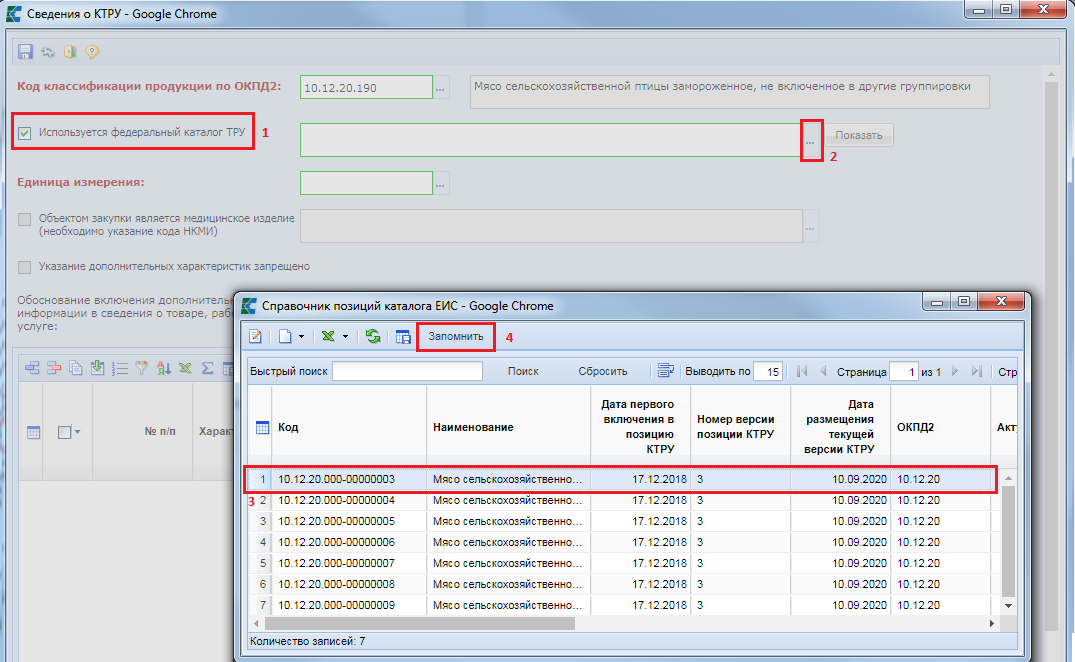 Сведения о КТРУ - Google Chrome
Код классификации продукции по ОКПД2:
10.12.20.190
...
Мясо сельскохозяйственной птицы замороженное, не включенное в другие группировки
Используется федеральный каталог ТРУ
1
...
Показать
2
Единица измерения:
...
Объектом закупки является медицинское изделие
(необходимо указание кода НКМИ)
...
Указание дополнительных характеристик запрещено
Обоснование включения дополнитель
информации в сведения о товаре, рабо
услуге:
№ п/п
Характ
Справочник позиций каталога ЕИС - Google Chrome
Запомнить
4
Быстрый поиск
Поиск
Сбросить
Выводить по
15
Страница
1
из 1
Стр
Код
Наименование
Дата первого
включения в
позицию
КТРУ
Номер версии
позиции КТРУ
Дата
размещения
текущей
версии КТРУ
ОКПД2
Акту
1 10.12.20.000-00000003 Мясо сельскохозяйственно... 17.12.2018 3 10.09.2020 10.12.20
3
2 10.12.20.000-00000004 Мясо сельскохозяйственно... 17.12.2018 3 10.09.2020 10.12.20
3 10.12.20.000-00000005 Мясо сельскохозяйственно... 17.12.2018 3 10.09.2020 10.12.20
4 10.12.20.000-00000006 Мясо сельскохозяйственно... 17.12.2018 3 10.09.2020 10.12.20
5 10.12.20.000-00000007 Мясо сельскохозяйственно... 17.12.2018 3 10.09.2020 10.12.20
6 10.12.20.000-00000008 Мясо сельскохозяйственно... 17.12.2018 3 10.09.2020 10.12.20
7 10.12.20.000-00000009 Мясо сельскохозяйственно... 17.12.2018 3 10.09.2020 10.12.20
Количество записей: 7